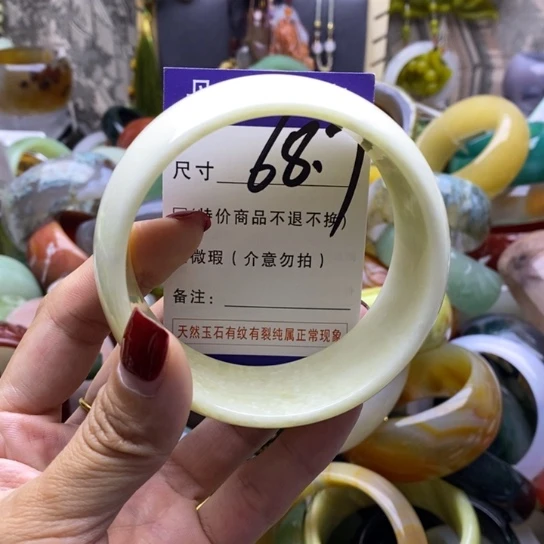 尺寸 68.7
(特价商品不退不换)
微瑕（介意勿拍）
备注：
天然玉石有纹有裂纯属正常现象